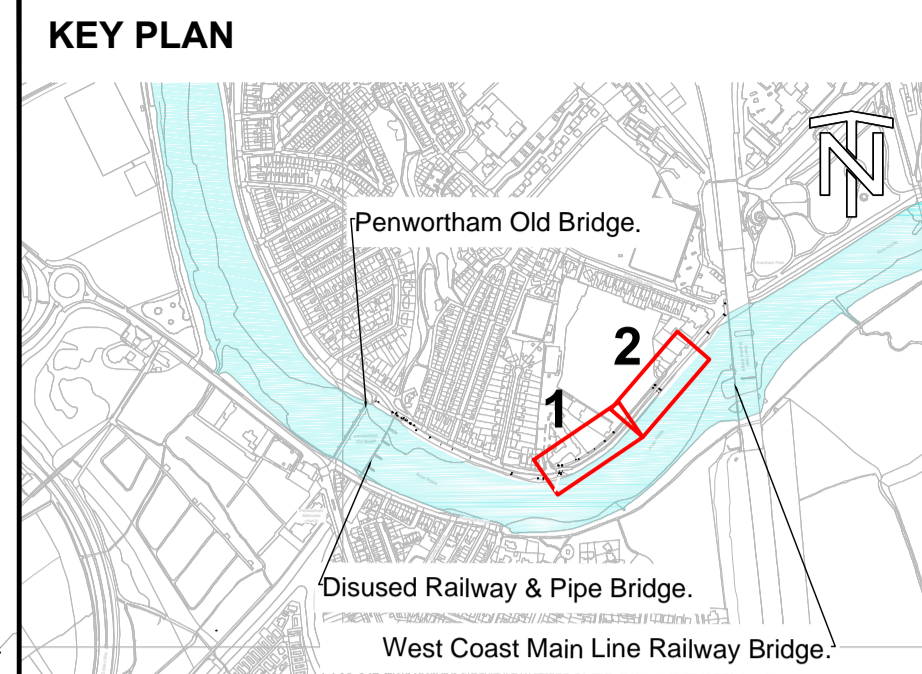 KEY PLAN
N
Penwortham Old Bridge.
2
1
Disused Railway & Pipe Bridge.
West Coast Main Line Railway Bridge.